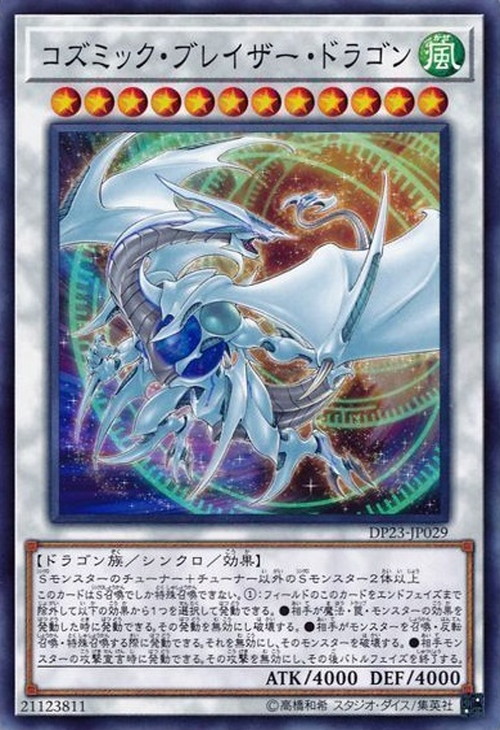 コズミック・ブレイザー・ドラゴン 風
DP23-JP029
【ドラゴン族/シンクロ/効果】
Sモンスターのチューナー+チューナー以外のSモンスター2体以上
このカードはS召喚でしか特殊召喚できない。①:フィールドのこのカードをエンドフェイズまで
除外して以下の効果から1つを選択して発動できる。●相手が魔法・罠・モンスターの効果を
発動した時に発動できる。その発動を無効にし破壊する。●相手がモンスターを召喚・反転
召喚・特殊召喚する際に発動できる。それを無効にし、そのモンスターを破壊する。●相手モン
スターの攻撃宣言時に発動できる。その攻撃を無効にし、その後バトルフェイズを終了する。
ATK/4000 DEF/4000
21123811 ©高橋和希 スタジオ・ダイス/集英社